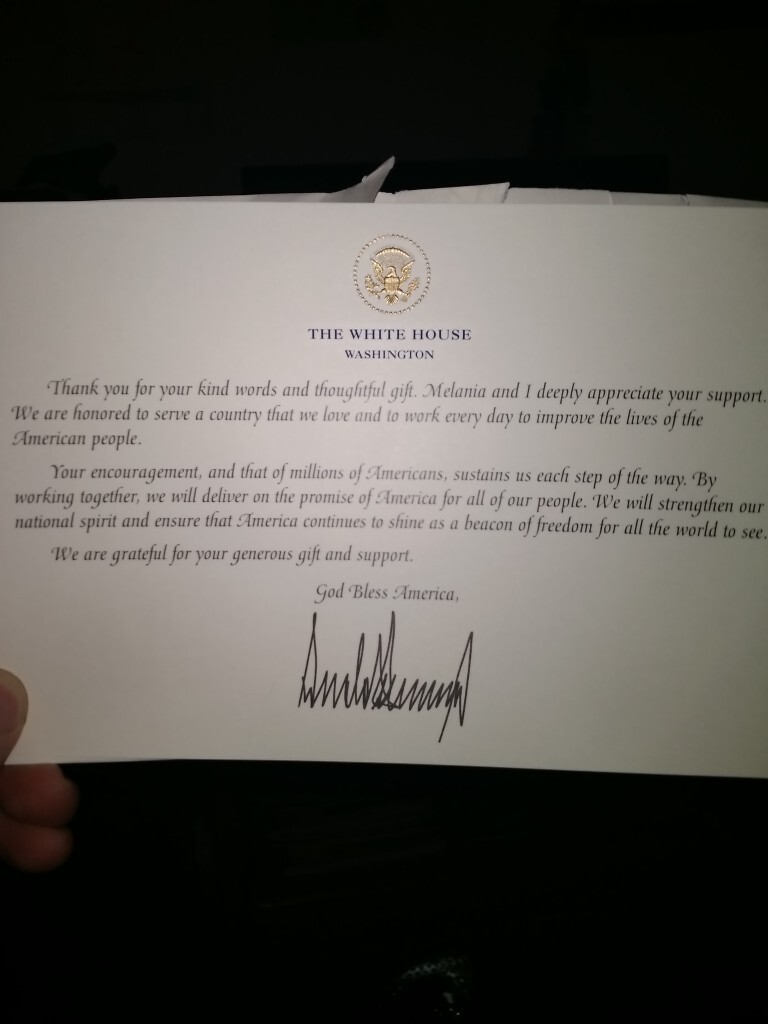 THE WHITE HOUSE
WASHINGTON
Thank you for your kind words and thoughtful gift. Melania and I deeply appreciate your support.
We are honored to serve a country that we love and to work every day to improve the lives of the
American people.
Your encouragement, and that of millions of Americans, sustains us each step of the way. By
working together, we will deliver on the promise of America for all of our people. We will strengthen our
national spirit and ensure that America continues to shine as a beacon of freedom for all the world to see.
We are grateful for your generous gift and support.
God Bless America,
Donald Trump